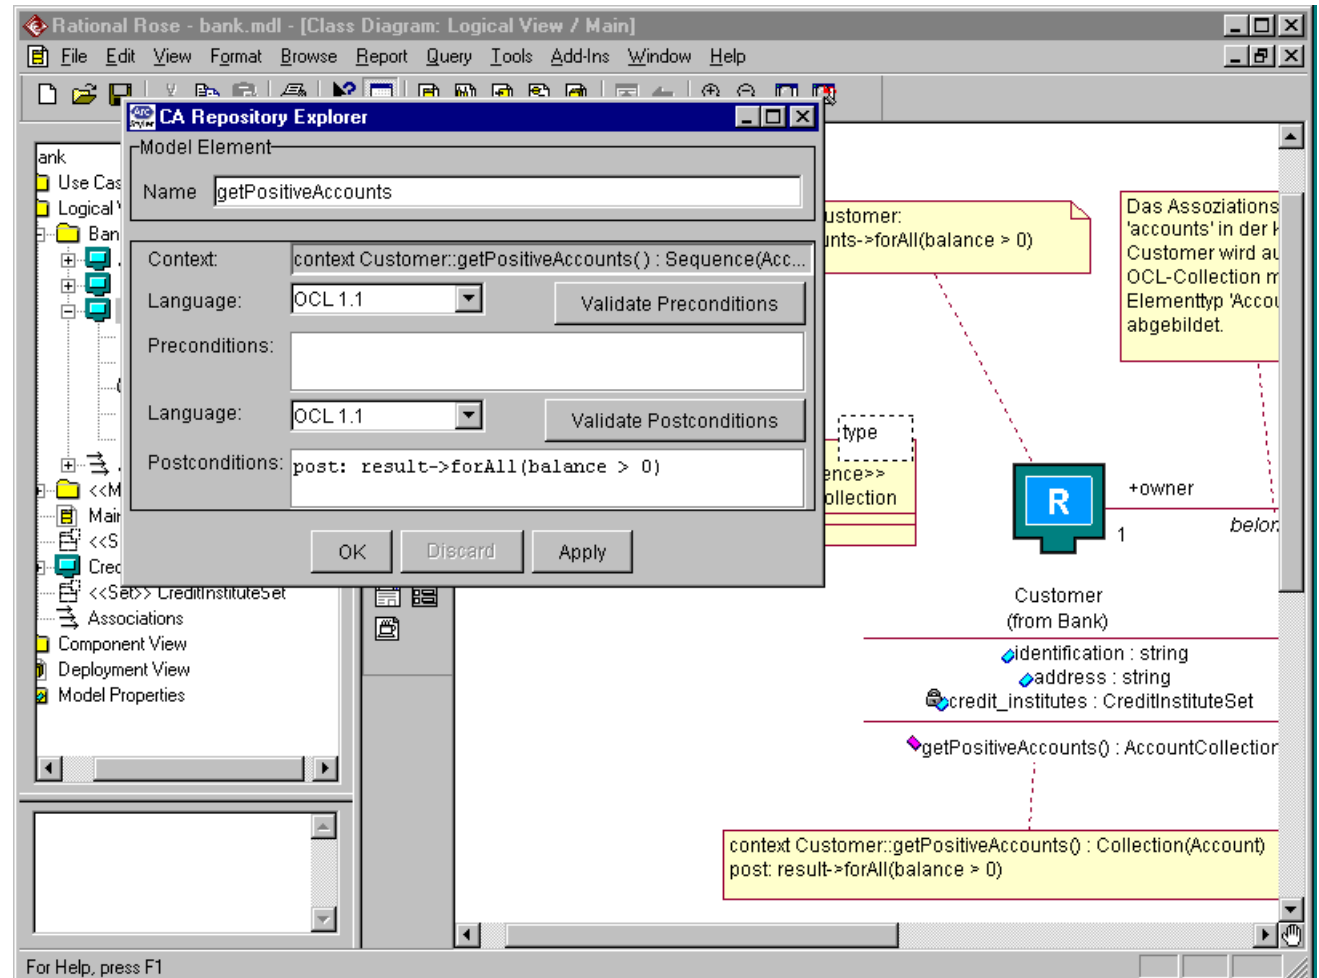 Rational Rose - bank.mdl - [Class Diagram: Logical View / Main]
File Edit View Format Browse Report Query Tools Add-Ins Window Help
CA Repository Explorer
Model Element
Name getPositiveAccounts
Context: context Customer::getPositiveAccounts() : Sequence(Acc...
Language: OCL 1.1 Validate Preconditions
Preconditions:
Language: OCL 1.1 Validate Postconditions
Postconditions: post: result->forAll(balance > 0)
OK Discard Apply
ank
Use Cas
Logical
Ban
<<M
Mair
<<S
Cred
<<Set>> CreditInstituteSet
Associations
Component View
Deployment View
Model Properties
ustomer:
unts->forAll(balance > 0)
Das Assoziations
'accounts' in der
Customer wird au
OCL-Collection m
Elementtyp 'Accou
abgebildet.
type
ence>>
ollection
R
+owner
1
belon
Customer
(from Bank)
identification : string
address : string
credit_institutes : CreditInstituteSet
getPositiveAccounts() : AccountCollection
context Customer::getPositiveAccounts() : Collection(Account)
post: result->forAll(balance > 0)
For Help, press F1